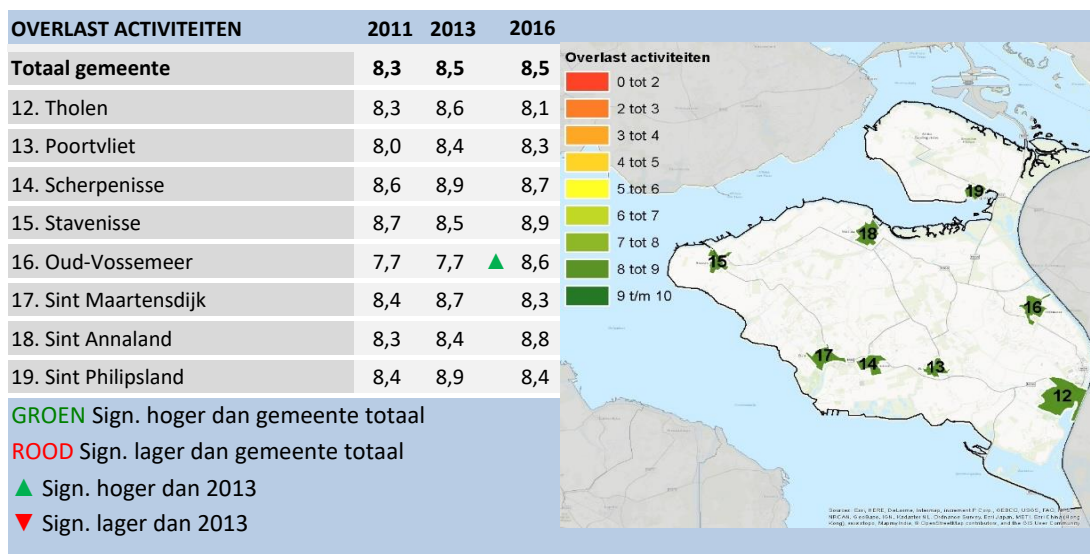 OVERLAST ACTIVITEITEN 2011 2013 2016
Totaal gemeente 8,3 8,5 8,5
12. Tholen 8,3 8,6 8,1
13. Poortvliet 8,0 8,4 8,3
14. Scherpenisse 8,6 8,9 8,7
15. Stavenisse 8,7 8,5 8,9
16. Oud-Vossemeer 7,7 7,7 ▲ 8,6
17. Sint Maartensdijk 8,4 8,7 8,3
18. Sint Annaland 8,3 8,4 8,8
19. Sint Philipsland 8,4 8,9 8,4
GROEN Sign. hoger dan gemeente totaal
ROOD Sign. lager dan gemeente totaal
▲ Sign. hoger dan 2013
▼ Sign. lager dan 2013
Overlast activiteiten
0 tot 2
2 tot 3
3 tot 4
4 tot 5
5 tot 6
6 tot 7
7 tot 8
8 tot 9
9 t/m 10
19
18
15
16
17
14
13
12